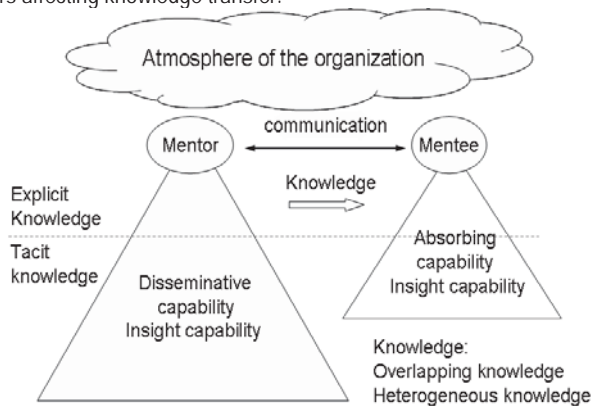 rs affecting knowledge transfer.
Atmosphere of the organization
communication
Mentor
Mentee
Knowledge
Explicit
Knowledge
Tacit
knowledge
Absorbing
capability
Insight capability
Disseminative
capability
Insight capability
Knowledge:
Overlapping knowledge
Heterogeneous knowledge